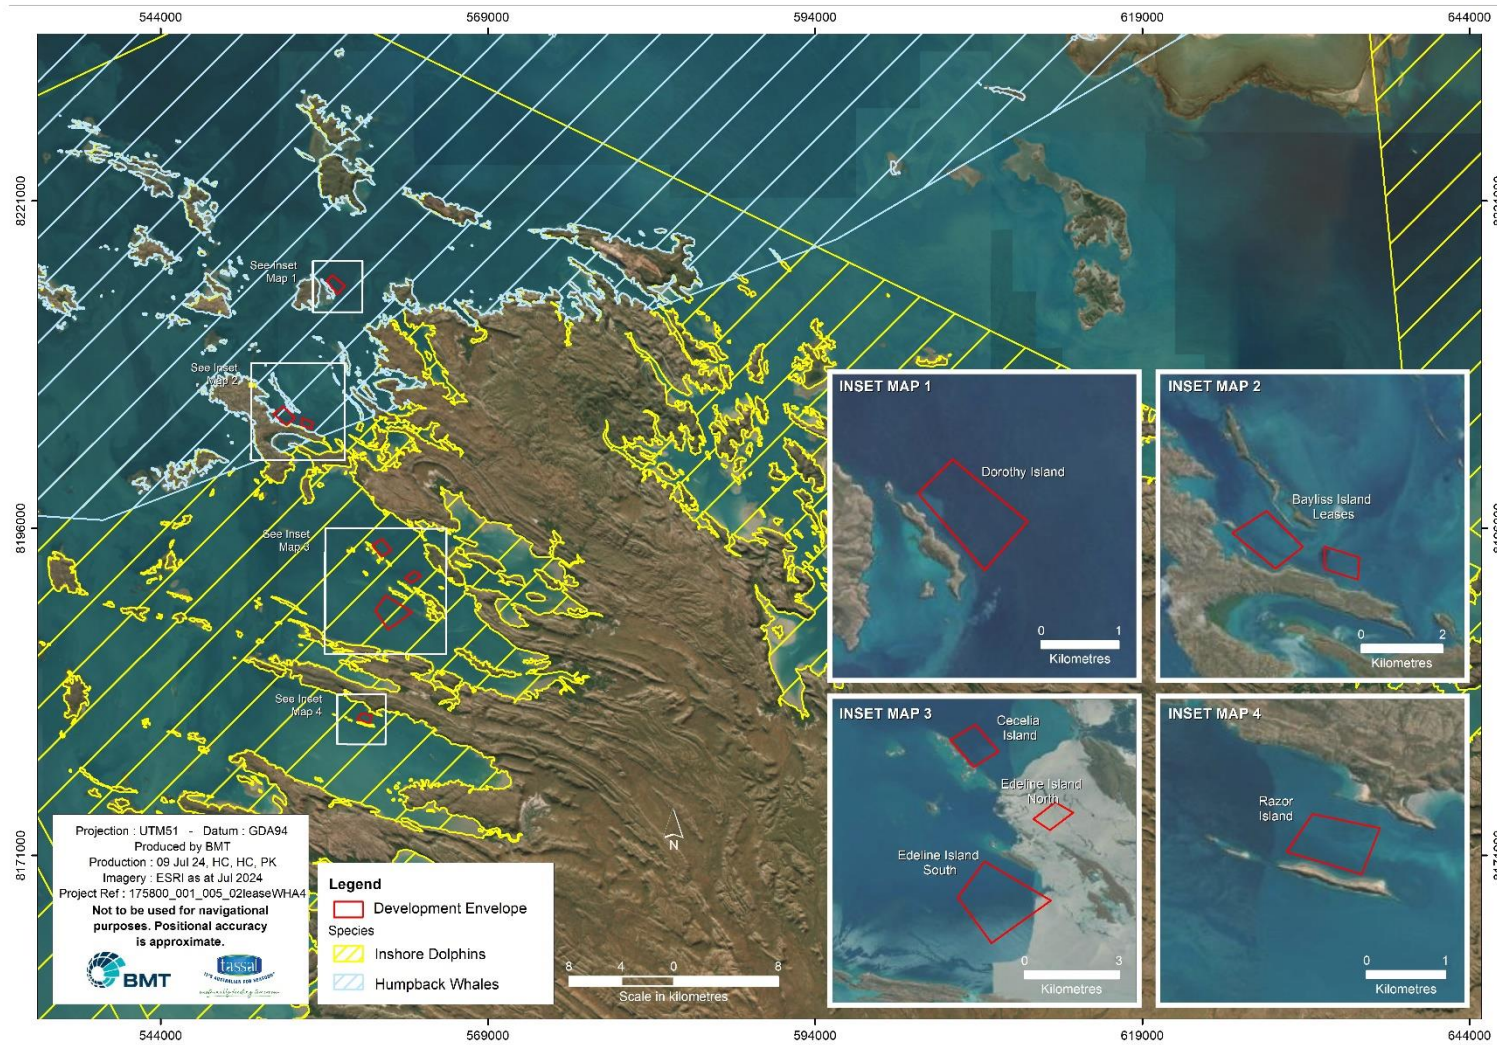 544000
569000
594000
619000
644000
8221000
8221000
See Inset
Map 1
See Inset
Map 2
8196000
See Inset
Map 3
See Inset
Map 4
8171000
INSET MAP 1
Dorothy Island
0 1
Kilometres
INSET MAP 2
Bayliss Island
Leases
0 2
Kilometres
INSET MAP 3
Cecelia
Island
Edeline Island
North
Edeline Island
South
0 3
Kilometres
INSET MAP 4
Razor
Island
0 1
Kilometres
N
8 4 0 8
Scale in kilometres
Projection : UTM51 - Datum : GDA94
Produced by BMT
Production : 09 Jul 24, HC, HC, PK
Imagery : ESRI as at Jul 2024
Project Ref : 175800_001_005_02leaseWHA4
Not to be used for navigational
purposes. Positional accuracy
is approximate.
BMT
tassal
Legend
Development Envelope
Species
Inshore Dolphins
Humpback Whales
544000
569000
594000
619000
644000